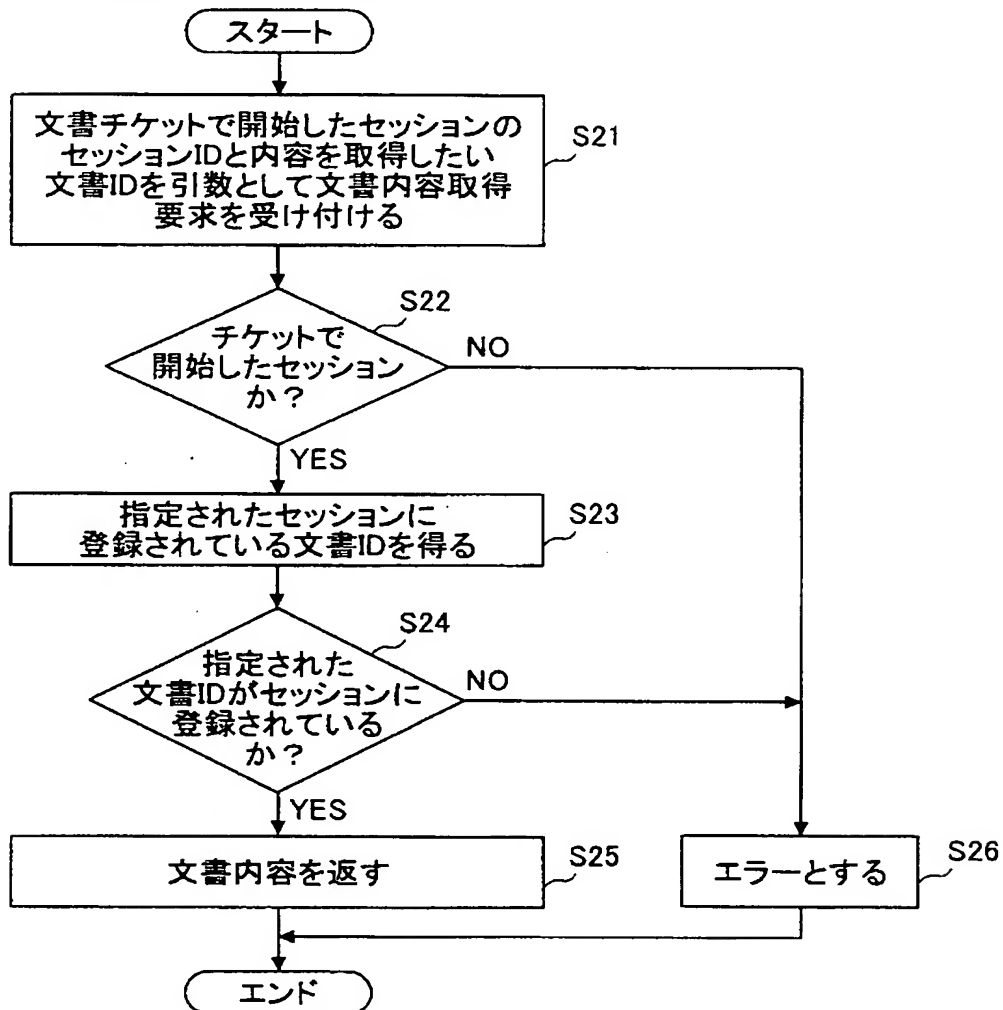 スタート
文書チケットで開始したセッションの
セッションIDと内容を取得したい
文書IDを引数として文書内容取得
要求を受け付ける
S21
S22
チケットで
開始したセッション
か？
NO
YES
指定されたセッションに
登録されている文書IDを得る
S23
S24
指定された
文書IDがセッションに
登録されている
か？
NO
YES
文書内容を返す
S25
エラーとする
S26
エンド